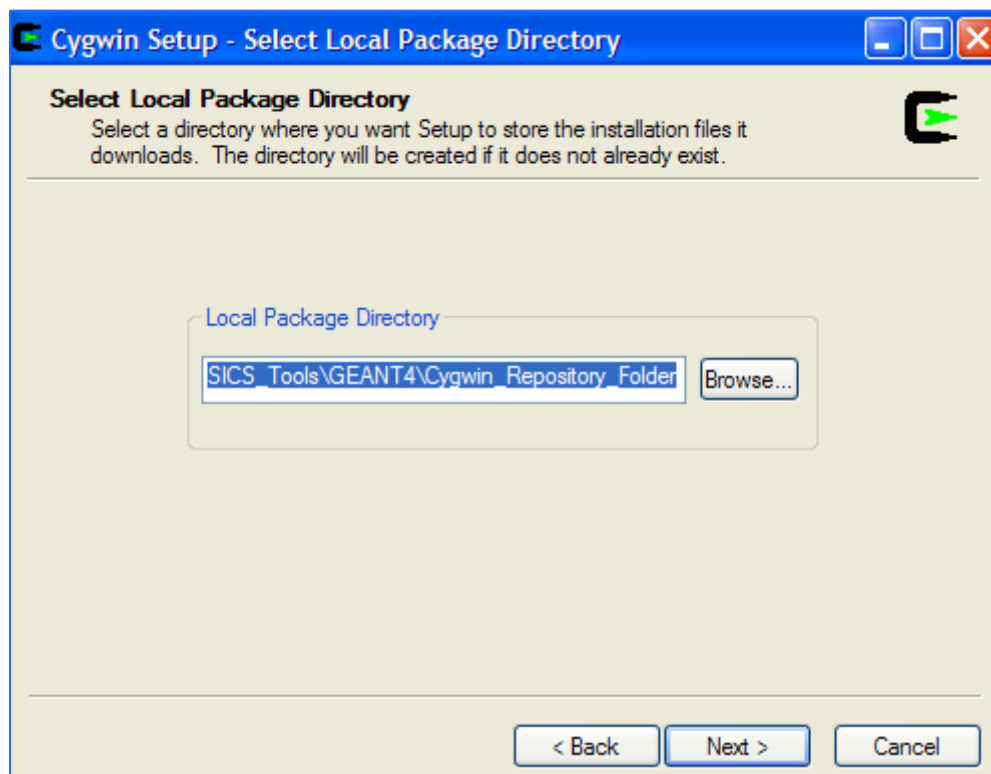 Cygwin Setup - Select Local Package Directory
Select Local Package Directory
Select a directory where you want Setup to store the installation files it
downloads. The directory will be created if it does not already exist.
Local Package Directory
SICS_Tools\GEANT4\Cygwin_Repository_Folder
Browse...
< Back
Next >
Cancel